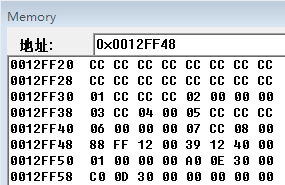 Memory
地址: 0x0012FF48
0012FF20 CC CC CC CC CC CC CC CC
0012FF28 CC CC CC CC CC CC CC CC
0012FF30 01 CC CC CC 02 00 00 00
0012FF38 03 CC 04 00 05 CC CC CC
0012FF40 06 00 00 00 07 CC 08 00
0012FF48 88 FF 12 00 39 12 40 00
0012FF50 01 00 00 00 A0 0E 30 00
0012FF58 C0 0D 30 00 00 00 00 00